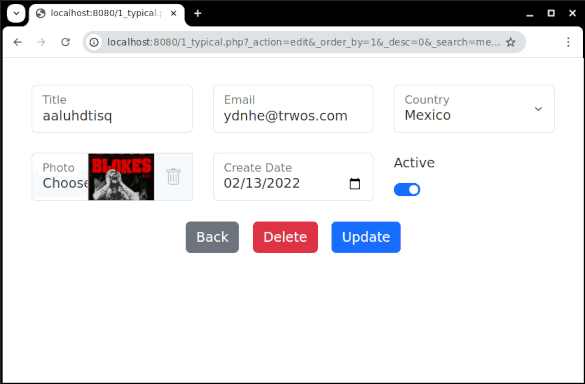 localhost:8080/1_typical.php
localhost:8080/1_typical.php?_action=edit&_order_by=1&_desc=0&_search=me...
Title
aaluhdtisq
Email
ydnhe@trwos.com
Country
Mexico
Photo
Choose
BLOKES
Create Date
02/13/2022
Active
Back
Delete
Update